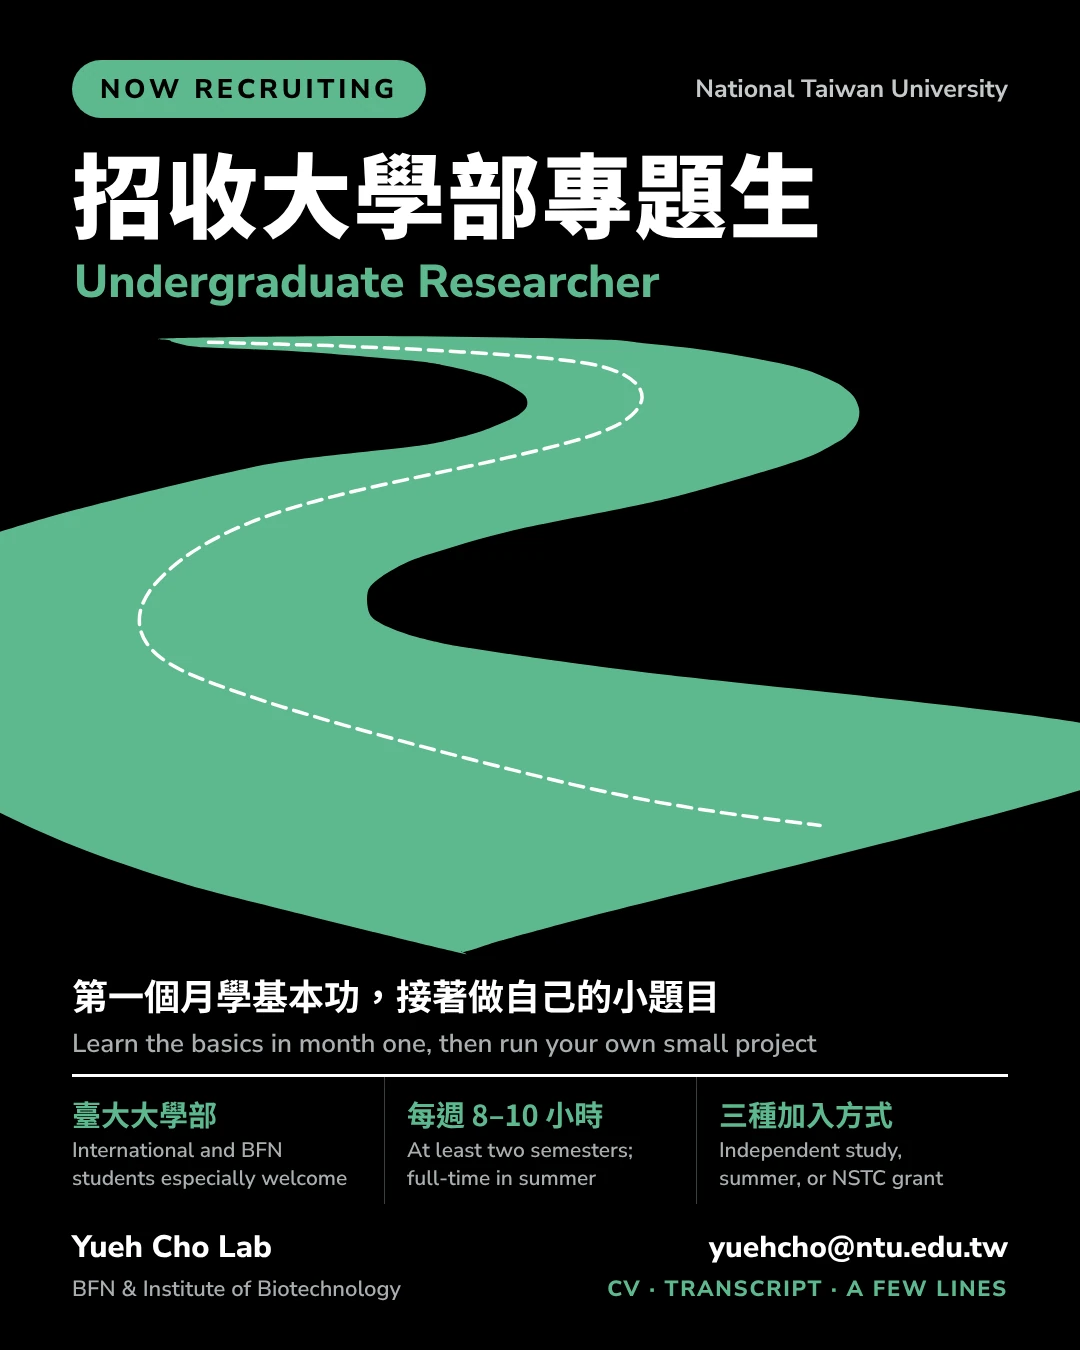 NOW RECRUITING
National Taiwan University
招收大學部專題生
Undergraduate Researcher
第一個月學基本功，接著做自己的小題目
Learn the basics in month one, then run your own small project
臺大大學部
International and BFN
students especially welcome
每週 8–10 小時
At least two semesters;
full-time in summer
三種加入方式
Independent study,
summer, or NSTC grant
Yueh Cho Lab
BFN & Institute of Biotechnology
yuehcho@ntu.edu.tw
CV · TRANSCRIPT · A FEW LINES